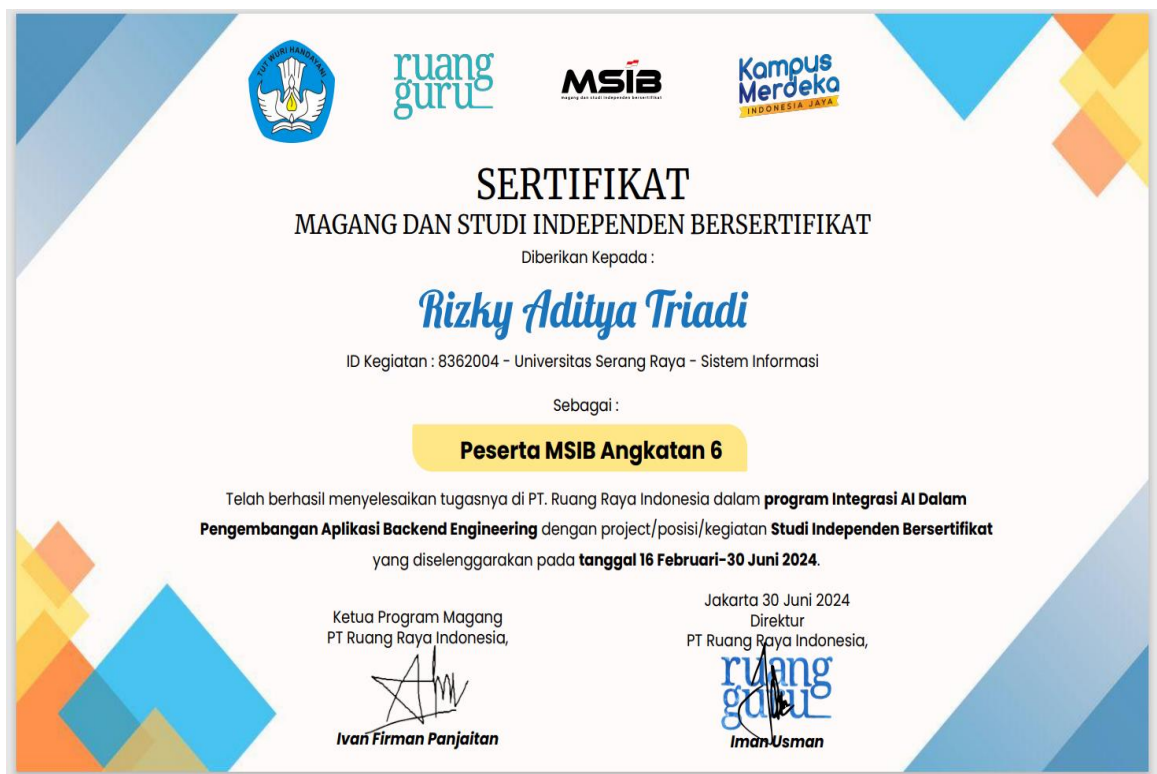 TUT WURI HANDAYANI
ruang
guru
MSIB
magang dan studi independen bersertifikat
Kampus
Merdeka
INDONESIA JAYA
SERTIFIKAT
MAGANG DAN STUDI INDEPENDEN BERSERTIFIKAT
Diberikan Kepada :
Rizky Aditya Triadi
ID Kegiatan : 8362004 - Universitas Serang Raya - Sistem Informasi
Sebagai :
Peserta MSIB Angkatan 6
Telah berhasil menyelesaikan tugasnya di PT. Ruang Raya Indonesia dalam program Integrasi AI Dalam
Pengembangan Aplikasi Backend Engineering dengan project/posisi/kegiatan Studi Independen Bersertifikat
yang diselenggarakan pada tanggal 16 Februari-30 Juni 2024.
Ketua Program Magang
PT Ruang Raya Indonesia,
Ivan Firman Panjaitan
Jakarta 30 Juni 2024
Direktur
PT Ruang Raya Indonesia,
ruang
guru
Iman Usman